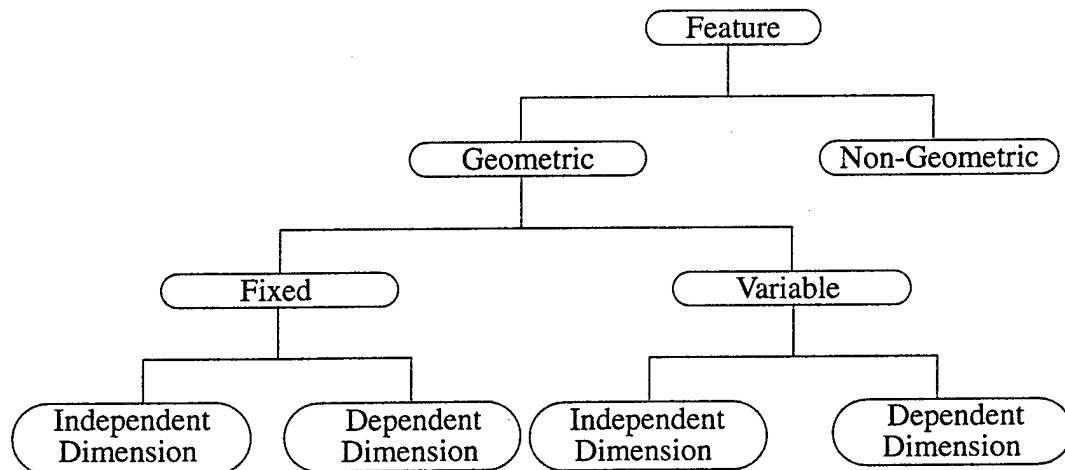 Feature
Geometric
Non-Geometric
Fixed
Variable
Independent
Dimension
Dependent
Dimension
Independent
Dimension
Dependent
Dimension